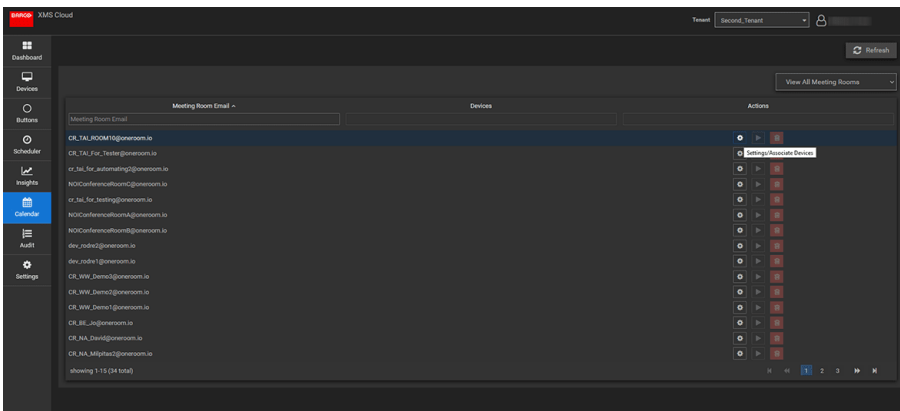 BARCO XMS Cloud
Tenant Second_Tenant
Dashboard
Devices
Buttons
Scheduler
Insights
Calendar
Audit
Settings
Refresh
View All Meeting Rooms
Meeting Room Email Devices Actions
Meeting Room Email
CR_TAI_ROOM10@oneroom.io
Settings/Associate Devices
CR_TAI_For_Tester@oneroom.io
cr_tai_for_automating2@oneroom.io
NOIConferenceRoomC@oneroom.io
cr_tai_for_testing@oneroom.io
NOIConferenceRoomA@oneroom.io
NOIConferenceRoomB@oneroom.io
dev_rodre2@oneroom.io
dev_rodre1@oneroom.io
CR_WW_Demo3@oneroom.io
CR_WW_Demo2@oneroom.io
CR_WW_Demo1@oneroom.io
CR_BE_Jo@oneroom.io
CR_NA_David@oneroom.io
CR_NA_Milpitas2@oneroom.io
showing 1-15 (34 total) 1 2 3